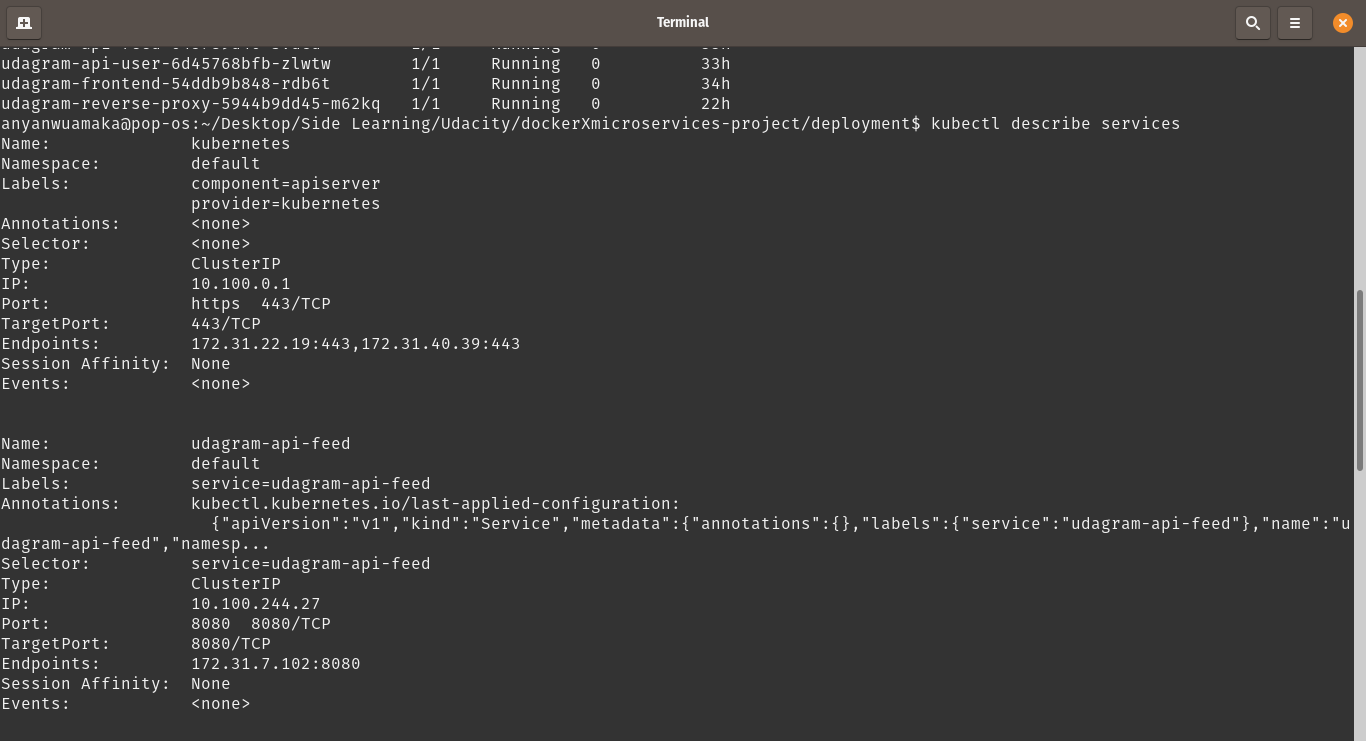 Terminal
udagram-api-user-6d45768bfb-zlwtw        1/1     Running   0          33h
udagram-frontend-54ddb9b848-rdb6t        1/1     Running   0          34h
udagram-reverse-proxy-5944b9dd45-m62kq   1/1     Running   0          22h
anyanwuamaka@pop-os:~/Desktop/Side Learning/Udacity/dockerXmicroservices-project/deployment$ kubectl describe services
Name:              kubernetes
Namespace:         default
Labels:            component=apiserver
                   provider=kubernetes
Annotations:       <none>
Selector:          <none>
Type:              ClusterIP
IP:                10.100.0.1
Port:              https  443/TCP
TargetPort:        443/TCP
Endpoints:         172.31.22.19:443,172.31.40.39:443
Session Affinity:  None
Events:            <none>
Name:              udagram-api-feed
Namespace:         default
Labels:            service=udagram-api-feed
Annotations:       kubectl.kubernetes.io/last-applied-configuration:
                     {"apiVersion":"v1","kind":"Service","metadata":{"annotations":{},"labels":{"service":"udagram-api-feed"},"name":"u
dagram-api-feed","namesp...
Selector:          service=udagram-api-feed
Type:              ClusterIP
IP:                10.100.244.27
Port:              8080  8080/TCP
TargetPort:        8080/TCP
Endpoints:         172.31.7.102:8080
Session Affinity:  None
Events:            <none>